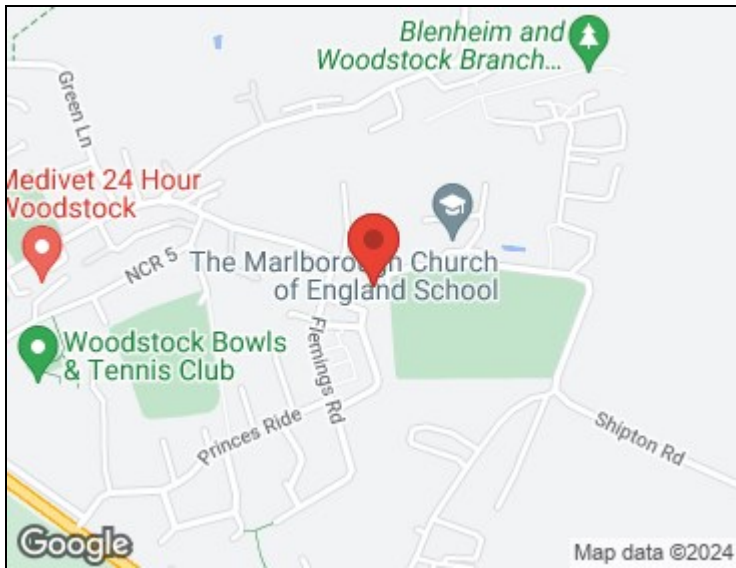 Blenheim and
Woodstock Branch...
Green Ln
Medivet 24 Hour
Woodstock
NCR 5
The Marlborough Church
of England School
Woodstock Bowls
& Tennis Club
Flemings Rd
Princes Ride
Shipton Rd
Google
Map data ©2024